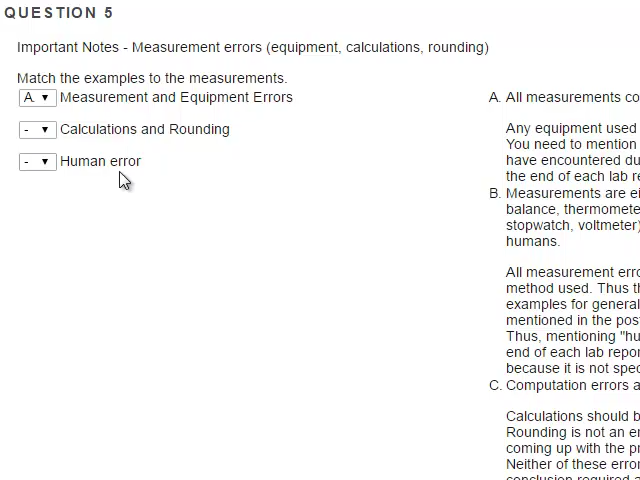 QUESTION 5
Important Notes - Measurement errors (equipment, calculations, rounding)
Match the examples to the measurements.
A. Measurement and Equipment Errors
- Calculations and Rounding
- Human error
A. All measurements co
Any equipment used
You need to mention
have encountered du
the end of each lab re
B. Measurements are ei
balance, thermomete
stopwatch, voltmeter)
humans.
All measurement erro
method used. Thus th
examples for general
mentioned in the pos
Thus, mentioning "hu
end of each lab repor
because it is not spec
C. Computation errors a
Calculations should b
Rounding is not an er
coming up with the pr
Neither of these error